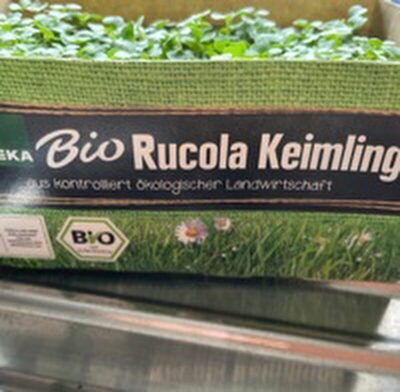 EKA Bio Rucola Keimling
aus kontrolliert ökologischer Landwirtschaft
BIO